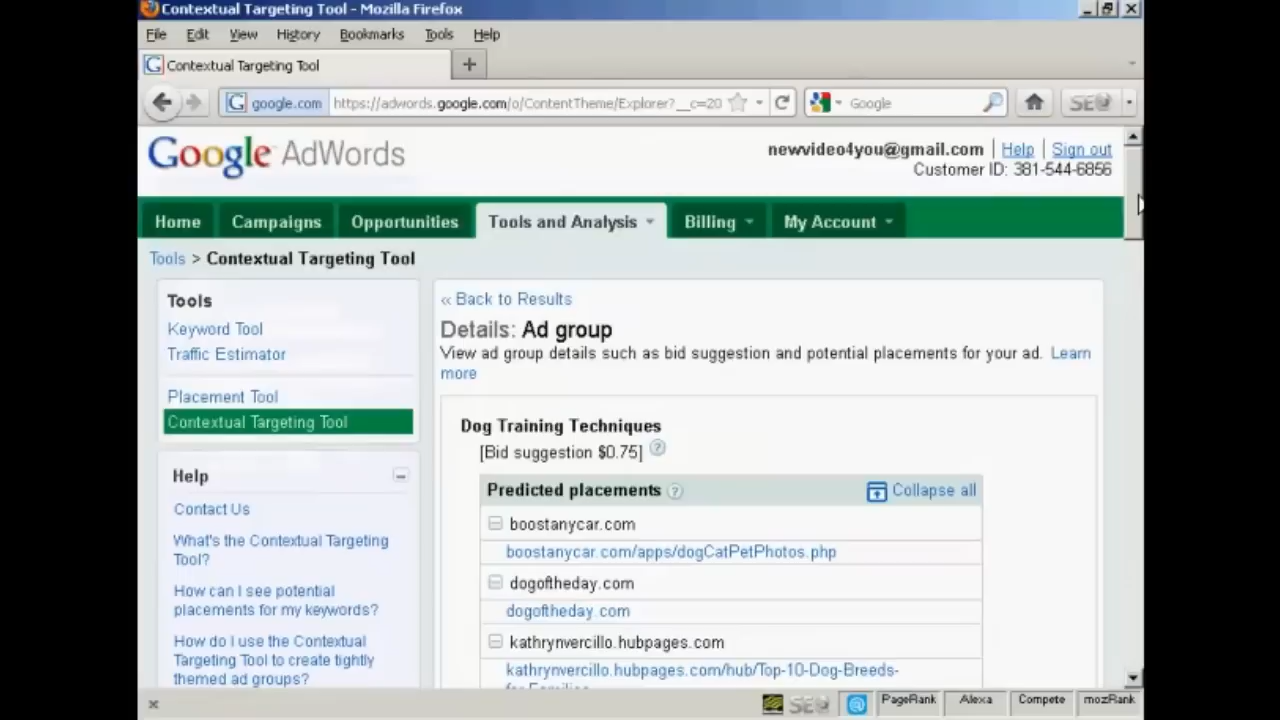 Contextual Targeting Tool - Mozilla Firefox
File Edit View History Bookmarks Tools Help
Contextual Targeting Tool
google.com https://adwords.google.com/o/ContentTheme/Explorer?__c=20 Google
Google AdWords
newvideo4you@gmail.com | Help | Sign out
Customer ID: 381-544-6856
Home Campaigns Opportunities Tools and Analysis Billing My Account
Tools > Contextual Targeting Tool
Tools
Keyword Tool
Traffic Estimator
Placement Tool
Contextual Targeting Tool
Help
Contact Us
What's the Contextual Targeting
Tool?
How can I see potential
placements for my keywords?
How do I use the Contextual
Targeting Tool to create tightly
themed ad groups?
« Back to Results
Details: Ad group
View ad group details such as bid suggestion and potential placements for your ad. Learn
more
Dog Training Techniques
[Bid suggestion $0.75] ?
Predicted placements ? Collapse all
boostanycar.com
boostanycar.com/apps/dogCatPetPhotos.php
dogoftheday.com
dogoftheday.com
kathrynvercillo.hubpages.com
kathrynvercillo.hubpages.com/hub/Top-10-Dog-Breeds-
for-Families
PageRank Alexa Compete mozRank